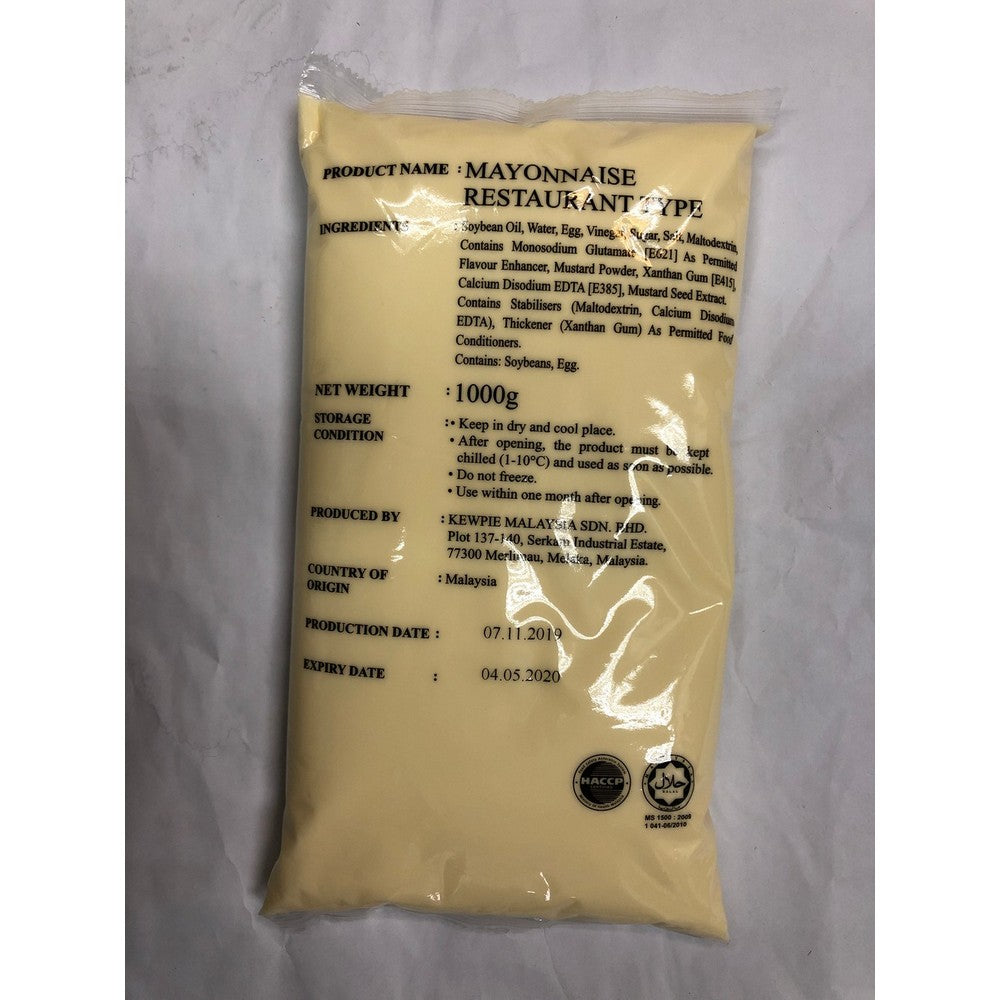 PRODUCT NAME : MAYONNAISE
RESTAURANT TYPE
INGREDIENTS : Soybean Oil, Water, Egg, Vinegar, Sugar, Salt, Maltodextrin,
Contains Monosodium Glutamate [E621] As Permitted
Flavour Enhancer, Mustard Powder, Xanthan Gum [E415],
Calcium Disodium EDTA [E385], Mustard Seed Extract.
Contains Stabilisers (Maltodextrin, Calcium Disodium
EDTA), Thickener (Xanthan Gum) As Permitted Food
Conditioners.
Contains: Soybeans, Egg.
NET WEIGHT : 1000g
STORAGE CONDITION : • Keep in dry and cool place.
• After opening, the product must be kept
chilled (1-10°C) and used as soon as possible.
• Do not freeze.
• Use within one month after opening.
PRODUCED BY : KEWPIE MALAYSIA SDN. BHD.
Plot 137-140, Serkam Industrial Estate,
77300 Merlimau, Melaka, Malaysia.
COUNTRY OF ORIGIN : Malaysia
PRODUCTION DATE : 07.11.2019
EXPIRY DATE : 04.05.2020
HACCP
حلال
HALAL
MS 1500 : 2009
1 041-06/2010